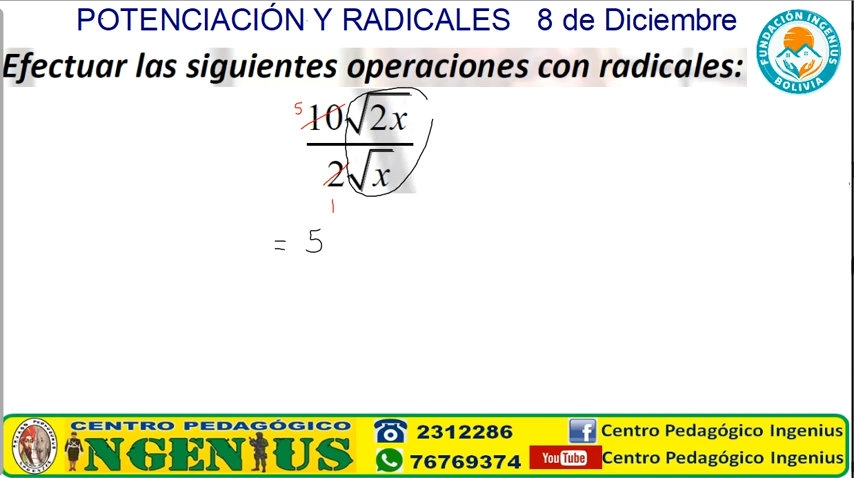 POTENCIACIÓN Y RADICALES 8 de Diciembre
Efectuar las siguientes operaciones con radicales:
FUNDACIÓN INGENIUS
BOLIVIA
5 10√2x
2√x
1
= 5
CENTRO PEDAGÓGICO
INGENIUS
2312286
76769374
Centro Pedagógico Ingenius
YouTube Centro Pedagógico Ingenius